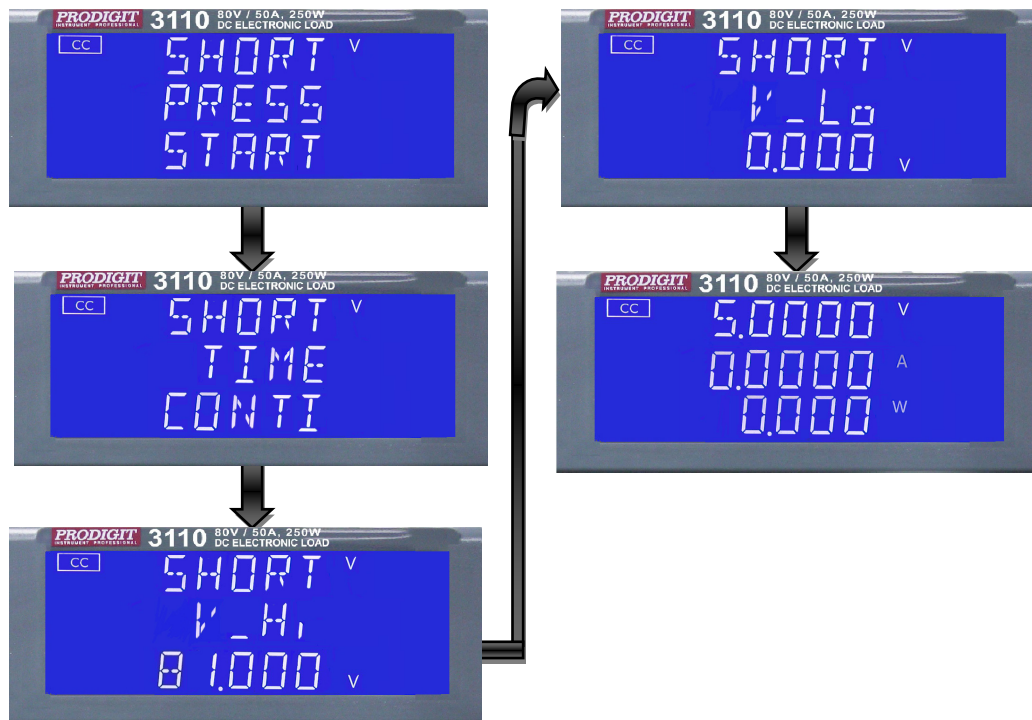 PRODIGIT 3110 80V / 50A, 250W
INSTRUMENT PROFESSIONAL DC ELECTRONIC LOAD
CC SHORT V
PRESS
START
PRODIGIT 3110 80V / 50A, 250W
INSTRUMENT PROFESSIONAL DC ELECTRONIC LOAD
CC SHORT V
TIME
CONTI
PRODIGIT 3110 80V / 50A, 250W
INSTRUMENT PROFESSIONAL DC ELECTRONIC LOAD
CC SHORT V
V_Hi
81.000 V
PRODIGIT 3110 80V / 50A, 250W
INSTRUMENT PROFESSIONAL DC ELECTRONIC LOAD
CC SHORT V
V_Lo
0.000 V
PRODIGIT 3110 80V / 50A, 250W
INSTRUMENT PROFESSIONAL DC ELECTRONIC LOAD
CC 5.0000 V
0.0000 A
0.000 W